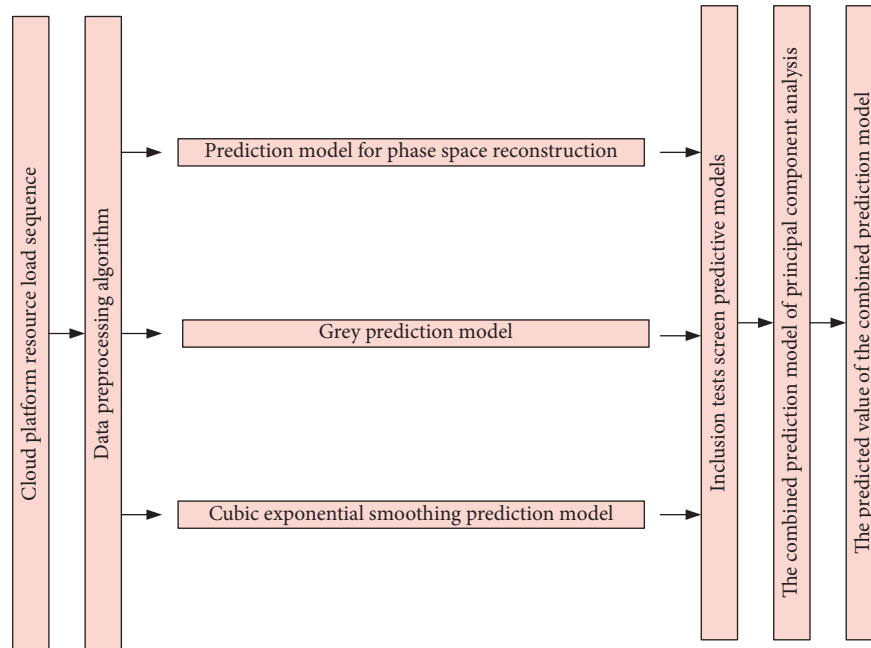 Cloud platform resource load sequence
Data preprocessing algorithm
Prediction model for phase space reconstruction
Grey prediction model
Cubic exponential smoothing prediction model
Inclusion tests screen predictive models
The combined prediction model of principal component analysis
The predicted value of the combined prediction model